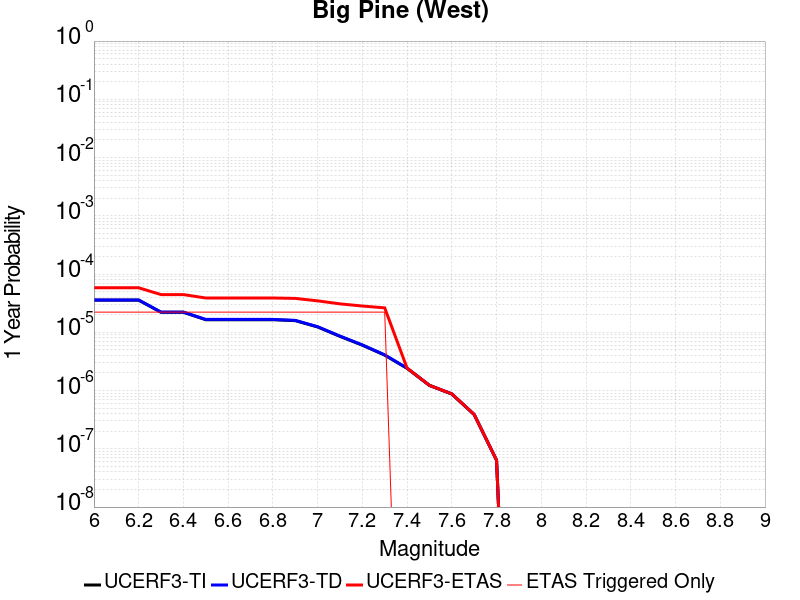 Big Pine (West)
10^0
10^-1
10^-2
10^-3
10^-4
10^-5
10^-6
10^-7
10^-8
1 Year Probability
6 6.2 6.4 6.6 6.8 7 7.2 7.4 7.6 7.8 8 8.2 8.4 8.6 8.8 9
Magnitude
UCERF3-TI UCERF3-TD UCERF3-ETAS ETAS Triggered Only